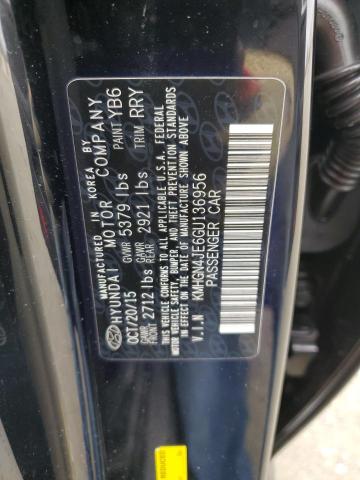 MANUFACTURED IN KOREA BY
HYUNDAI MOTOR COMPANY
OCT/20/15 GVWR 5379 lbs PAINT YB6
GAWR FRONT 2712 lbs GAWR REAR 2921 lbs TRIM RRY
THIS VEHICLE CONFORMS TO ALL APPLICABLE U.S.A. FEDERAL
MOTOR VEHICLE SAFETY, BUMPER, AND THEFT PREVENTION STANDARDS
IN EFFECT ON THE DATE OF MANUFACTURE SHOWN ABOVE
V.I.N KMHGN4JE6GU136956
PASSENGER CAR
REDUCED